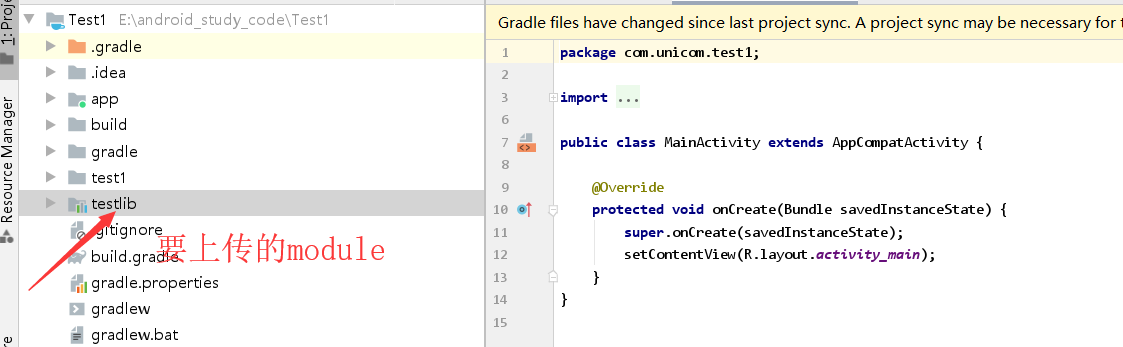 1: Proje
Resource Manager
Test1 E:\android_study_code\Test1
.gradle
.idea
app
build
gradle
test1
testlib
.gitignore
要上传的module
build.gradle
gradle.properties
gradlew
gradlew.bat
Gradle files have changed since last project sync. A project sync may be necessary for t
1 package com.unicom.test1;
2
3 import ...
6
7 public class MainActivity extends AppCompatActivity {
8
9 @Override
10 protected void onCreate(Bundle savedInstanceState) {
11 super.onCreate(savedInstanceState);
12 setContentView(R.layout.activity_main);
13 }
14 }
15